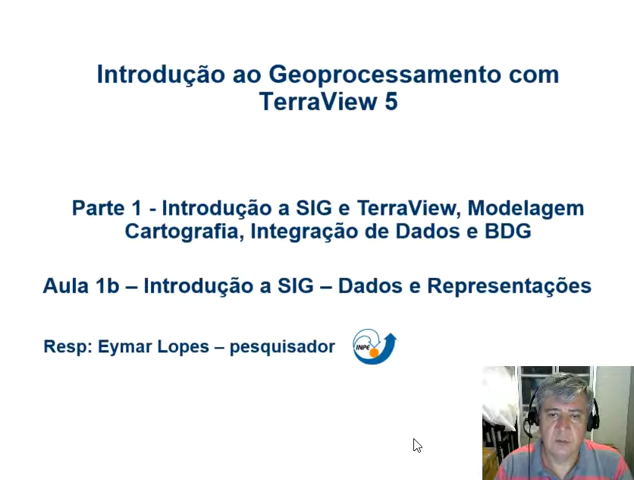 Introdução ao Geoprocessamento com
TerraView 5
Parte 1 - Introdução a SIG e TerraView, Modelagem
Cartografia, Integração de Dados e BDG
Aula 1b – Introdução a SIG – Dados e Representações
Resp: Eymar Lopes – pesquisador
INPE